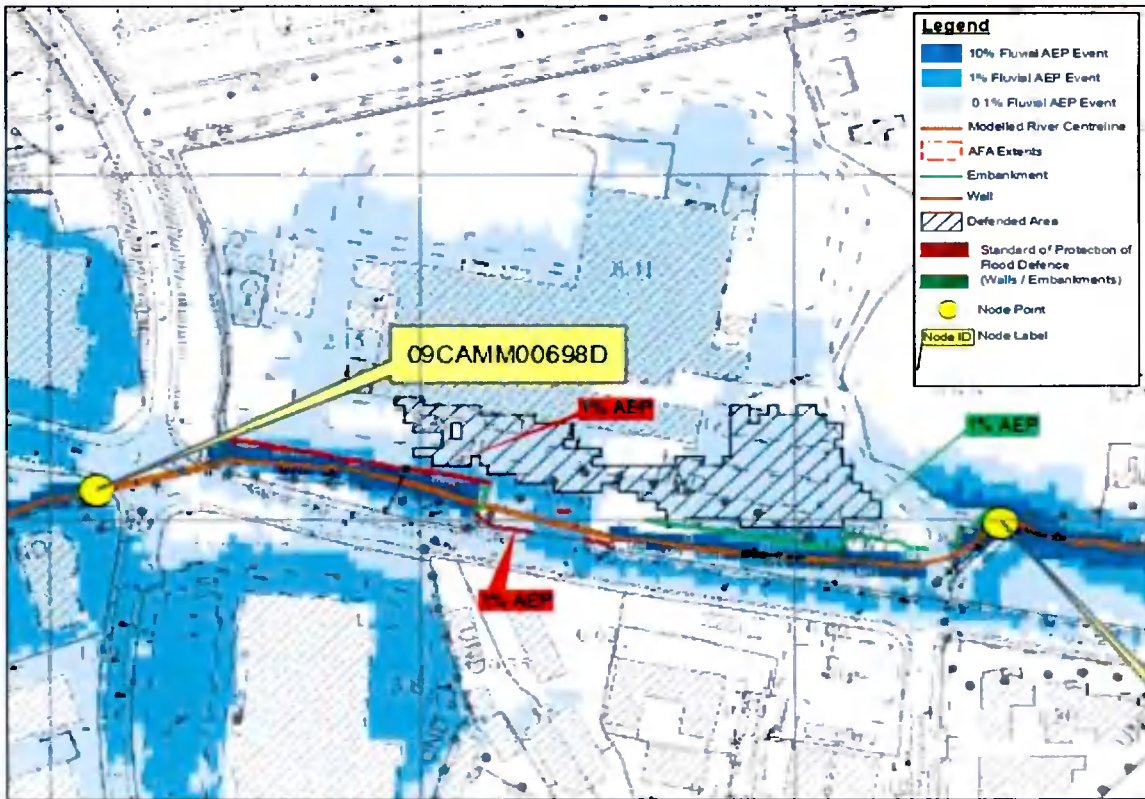 Legend
10% Fluvial AEP Event
1% Fluvial AEP Event
0.1% Fluvial AEP Event
Modelled River Centreline
AFA Extents
Embankment
Wall
Defended Area
Standard of Protection of
Flood Defence
(Walls / Embankments)
Node Point
Node ID Node Label
09CAMM00698D
1% AEP
1% AEP
1% AEP